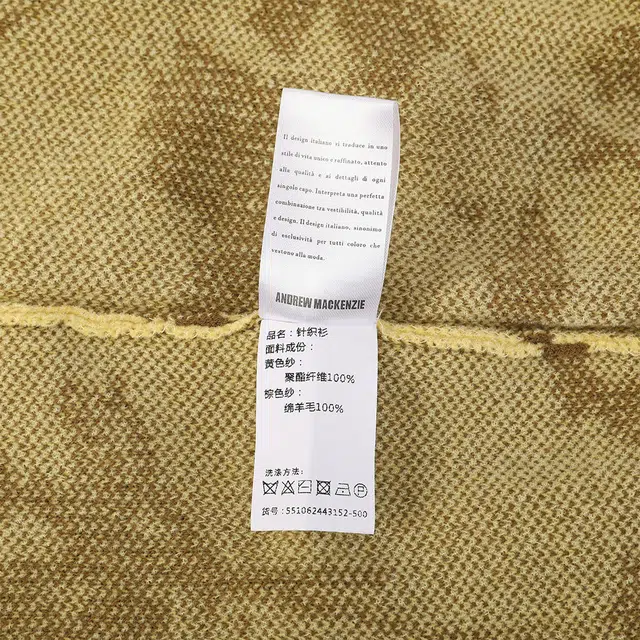 Il design italiano si traduce in uno
stile di vita unico e raffinato, attento
alla qualità e ai dettagli di ogni
singolo capo. Interpreta una perfetta
combinazione tra vestibilità, qualità
e design. Il design italiano, sinonimo
di esclusività per tutti coloro che
vestono alla moda.
ANDREW MACKENZIE
品名：针织衫
面料成份：
黄色纱：
聚酯纤维100%
棕色纱：
绵羊毛100%
洗涤方法：
P
货号：551062443152-500